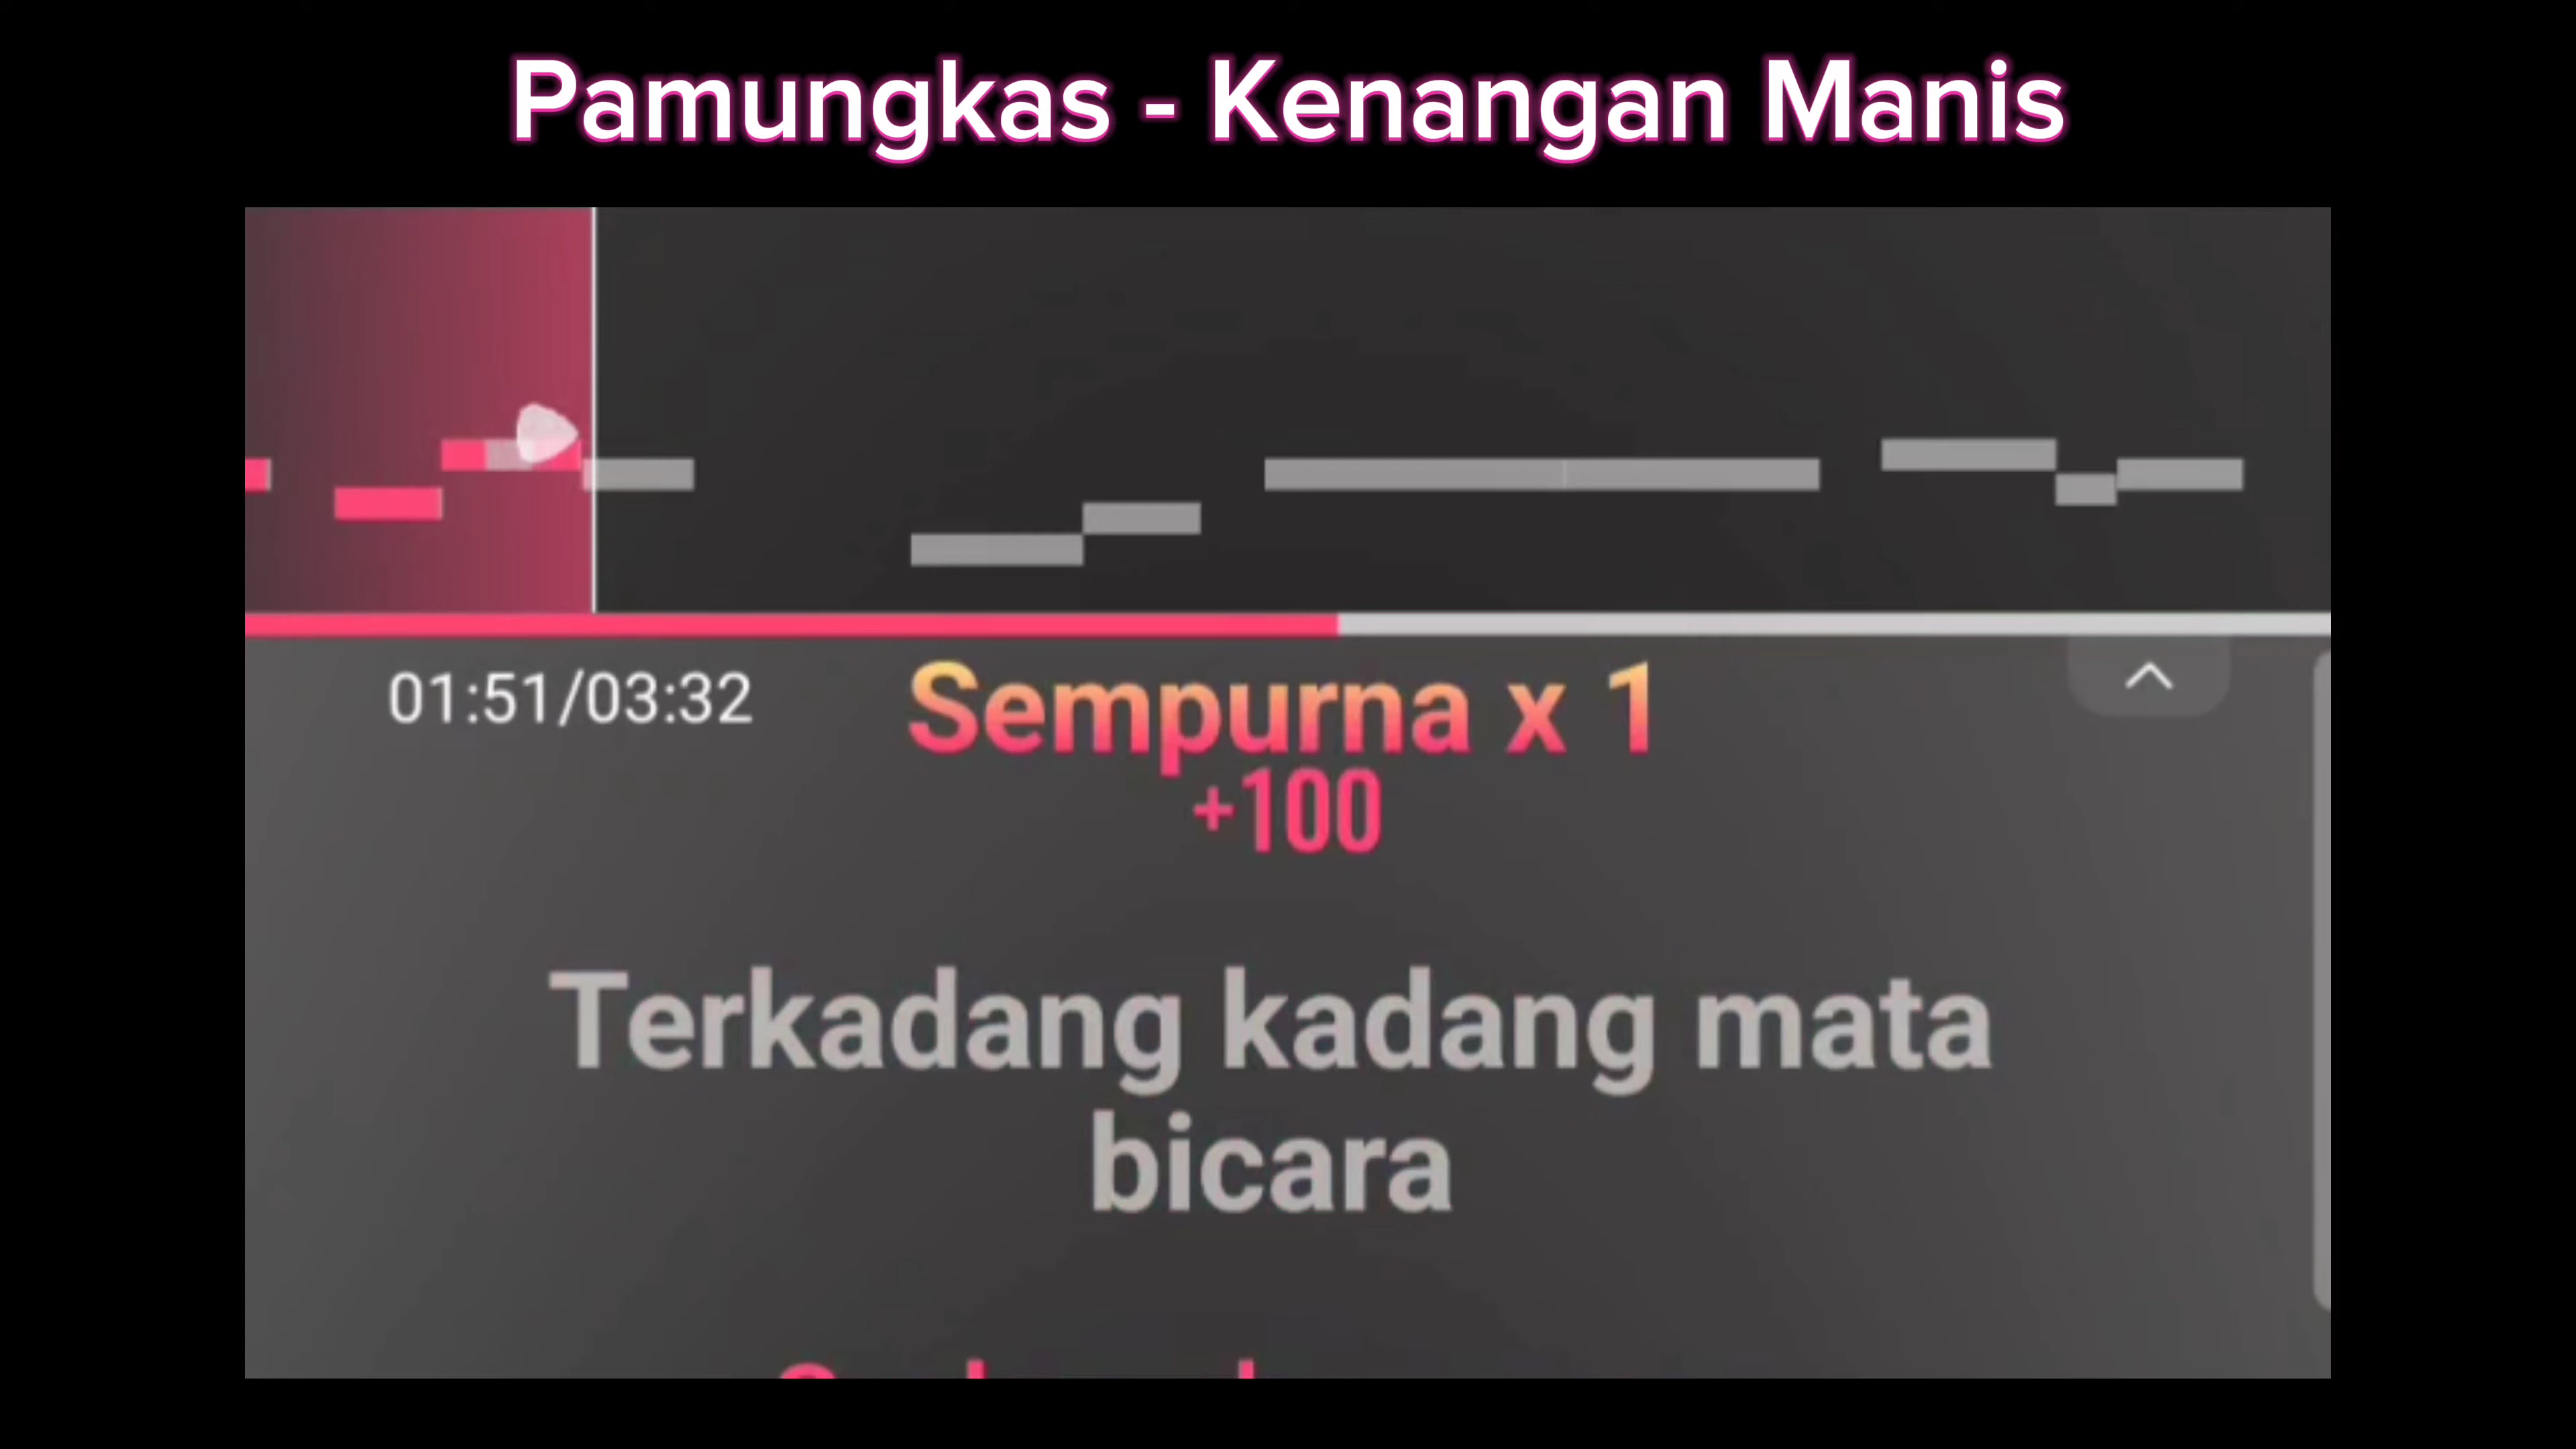 Pamungkas - Kenangan Manis
01:51/03:32
Sempurna x 1
+100
Terkadang kadang mata
bicara